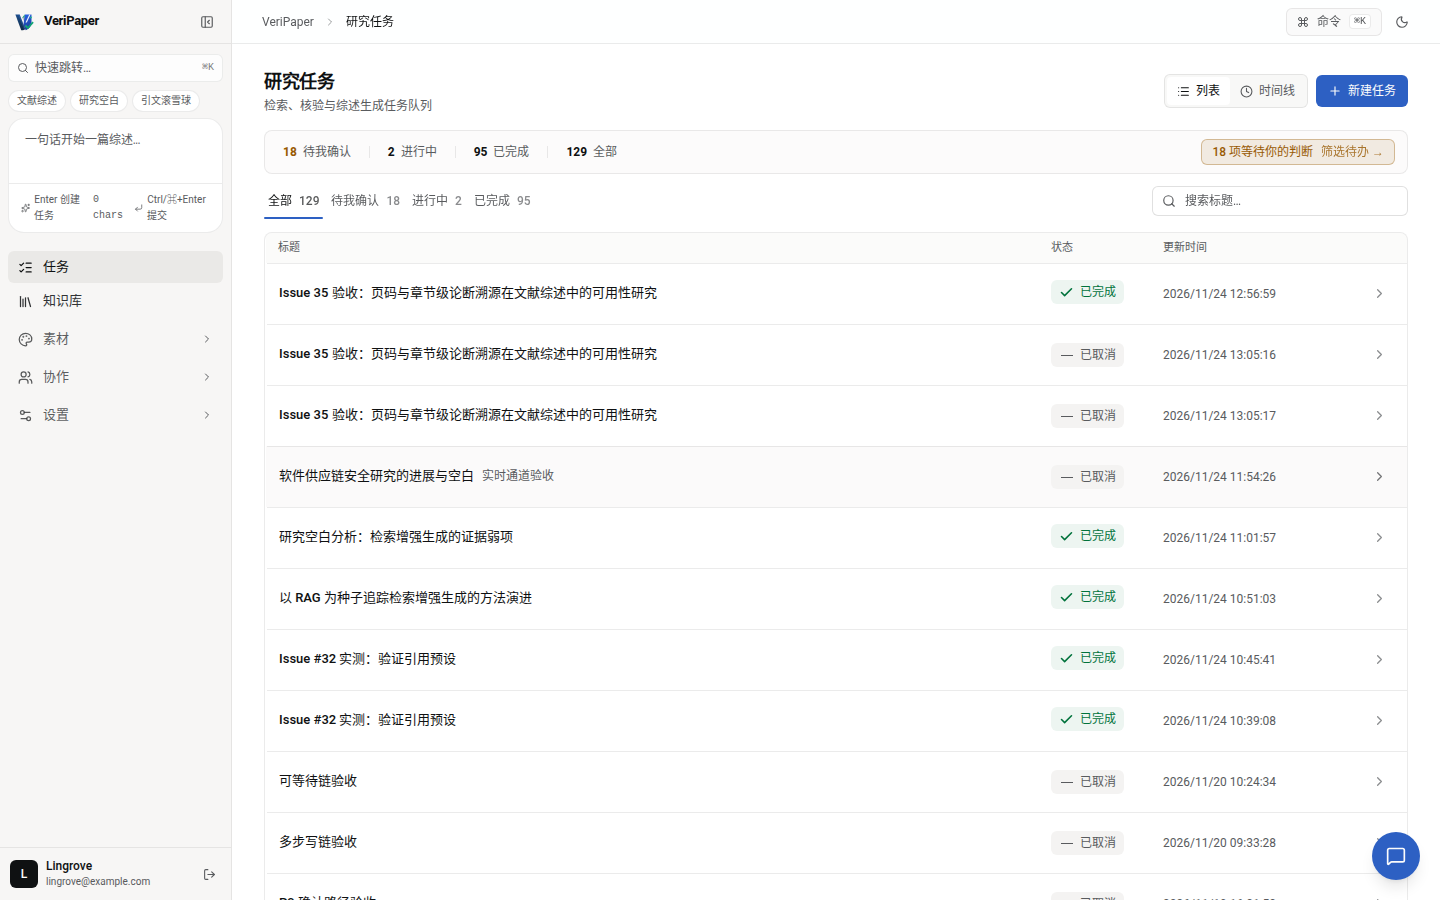 VeriPaper
快速跳转... ⌘K
文献综述 研究空白 引文滚雪球
一句话开始一篇综述...
Enter 创建任务 0 chars Ctrl/⌘+Enter 提交
任务
知识库
素材
协作
设置
L Lingrove
lingrove@example.com
VeriPaper 研究任务
⌘ 命令 ⌘K
研究任务
检索、核验与综述生成任务队列
列表 时间线 新建任务
18 待我确认 2 进行中 95 已完成 129 全部
18 项等待你的判断 筛选待办 →
全部 129 待我确认 18 进行中 2 已完成 95
搜索标题...
标题 状态 更新时间
Issue 35 验收：页码与章节级论断溯源在文献综述中的可用性研究 已完成 2026/11/24 12:56:59
Issue 35 验收：页码与章节级论断溯源在文献综述中的可用性研究 已取消 2026/11/24 13:05:16
Issue 35 验收：页码与章节级论断溯源在文献综述中的可用性研究 已取消 2026/11/24 13:05:17
软件供应链安全研究的进展与空白 实时通道验收 已取消 2026/11/24 11:54:26
研究空白分析：检索增强生成的证据弱项 已完成 2026/11/24 11:01:57
以 RAG 为种子追踪检索增强生成的方法演进 已完成 2026/11/24 10:51:03
Issue #32 实测：验证引用预设 已完成 2026/11/24 10:45:41
Issue #32 实测：验证引用预设 已完成 2026/11/24 10:39:08
可等待链验收 已取消 2026/11/20 10:24:34
多步写链验收 已取消 2026/11/20 09:33:28